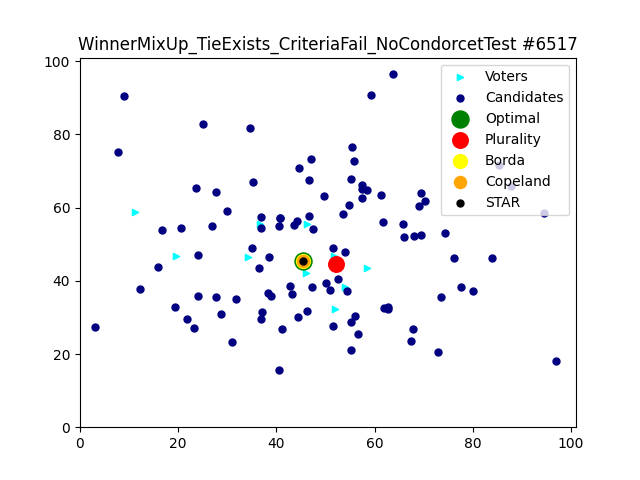 WinnerMixUp_TieExists_CriteriaFail_NoCondorcetTest #6517
100
80
60
40
20
0
0 20 40 60 80 100
Voters
Candidates
Optimal
Plurality
Borda
Copeland
STAR